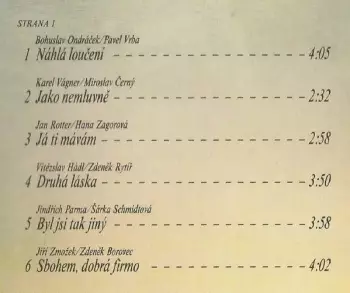 STRANA 1
Bohuslav Ondráček/Pavel Vrba
1 Náhlá loučení – – – – – – – – – – – – – – 4:05
Karel Vágner/Miroslav Černý
2 Jako nemluvně – – – – – – – – – – – – – 2:32
Jan Rotter/Hana Zagorová
3 Já ti mávám – – – – – – – – – – – – – – – 2:58
Vítězslav Hádl/Zdeněk Rytíř
4 Druhá láska – – – – – – – – – – – – – – – 3:50
Jindřich Parma/Šárka Schmidtová
5 Byl jsi tak jiný – – – – – – – – – – – – – – 3:58
Jiří Zmožek/Zdeněk Borovec
6 Sbohem, dobrá firmo – – – – – – – – – – 4:02